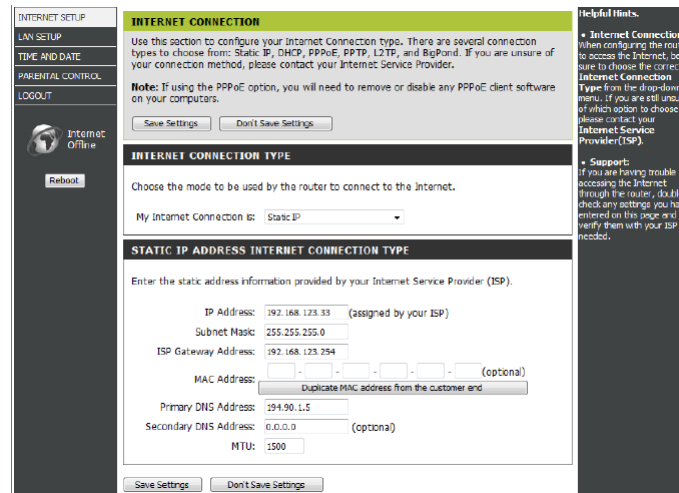 INTERNET SETUP
LAN SETUP
TIME AND DATE
PARENTAL CONTROL
LOGOUT
Internet
Offline
Reboot
INTERNET CONNECTION
Use this section to configure your Internet Connection type. There are several connection
types to choose from: Static IP, DHCP, PPPoE, PPTP, L2TP, and BigPond. If you are unsure of
your connection method, please contact your Internet Service Provider.
Note: If using the PPPoE option, you will need to remove or disable any PPPoE client software
on your computers.
Save Settings Don't Save Settings
INTERNET CONNECTION TYPE
Choose the mode to be used by the router to connect to the Internet.
My Internet Connection is: Static IP
STATIC IP ADDRESS INTERNET CONNECTION TYPE
Enter the static address information provided by your Internet Service Provider (ISP).
IP Address: 192.168.123.33 (assigned by your ISP)
Subnet Mask: 255.255.255.0
ISP Gateway Address: 192.168.123.254
MAC Address: - - - - - (optional)
Duplicate MAC address from the customer end
Primary DNS Address: 194.90.1.5
Secondary DNS Address: 0.0.0.0 (optional)
MTU: 1500
Save Settings Don't Save Settings
Helpful Hints.
• Internet Connection
When configuring the rout
to access the Internet, be
sure to choose the correc
Internet Connection
Type from the drop-down
menu. If you are still unsu
of which option to choose
please contact your
Internet Service
Provider(ISP).
• Support:
If you are having trouble
accessing the Internet
through the router, doubl
check any settings you ha
entered on this page and
verify them with your ISP
needed.